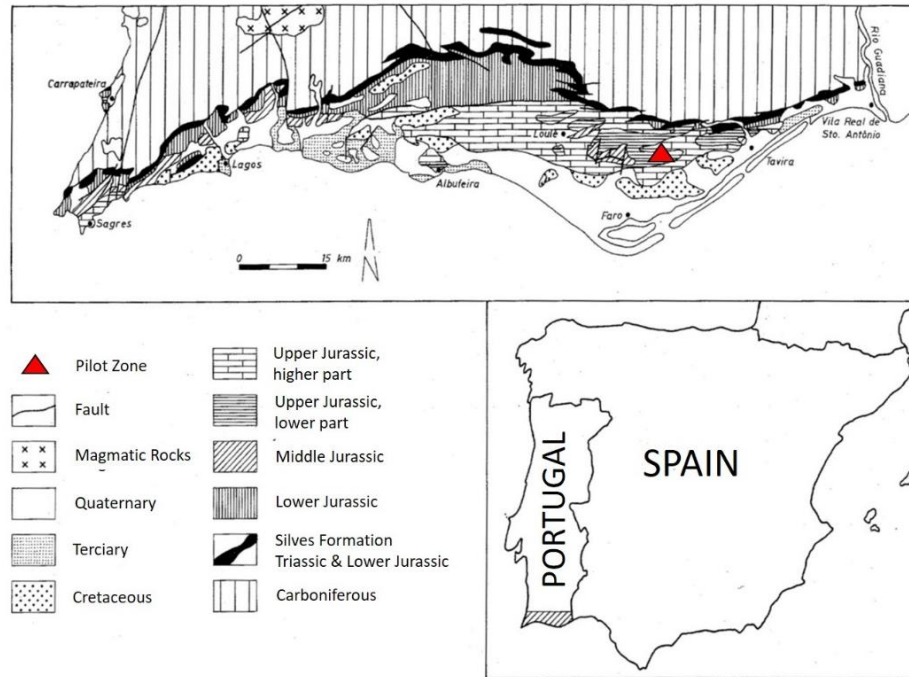 Carrapateira
Rio Guadiana
Vila Real de
Sto. António
Loulé
Lagos
Tavira
Albufeira
Faro
Sagres
0 15 km
N
Pilot Zone
Fault
Magmatic Rocks
Quaternary
Terciary
Cretaceous
Upper Jurassic,
higher part
Upper Jurassic,
lower part
Middle Jurassic
Lower Jurassic
Silves Formation
Triassic & Lower Jurassic
Carboniferous
PORTUGAL
SPAIN